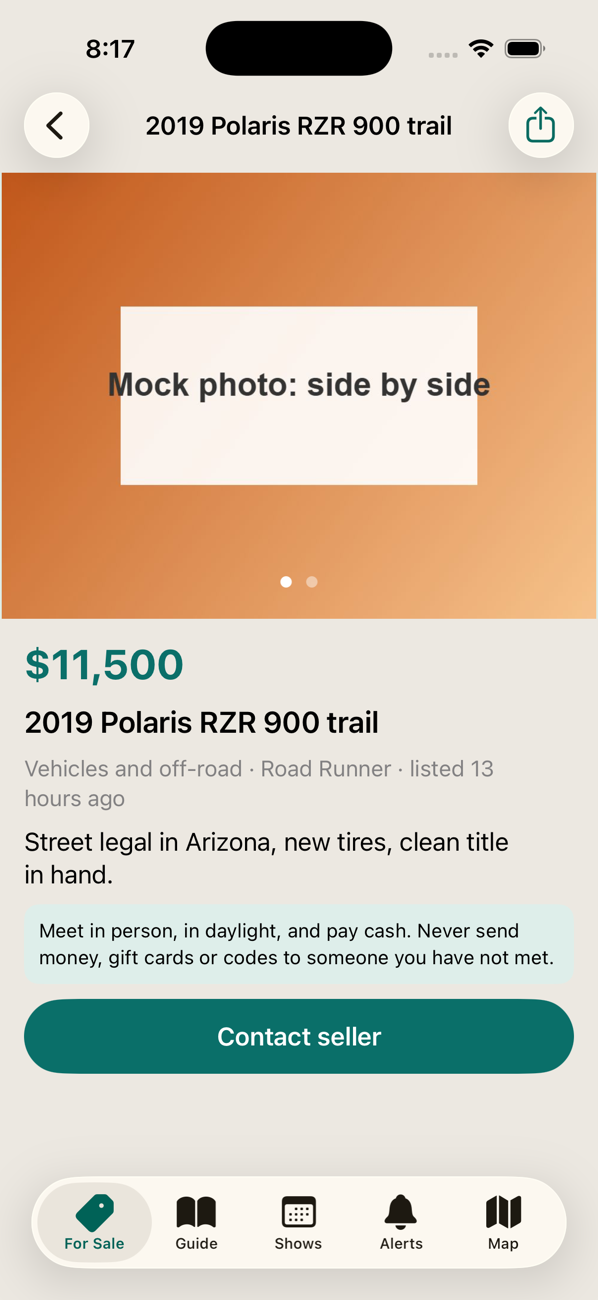 8:17
2019 Polaris RZR 900 trail
Mock photo: side by side
$11,500
2019 Polaris RZR 900 trail
Vehicles and off-road · Road Runner · listed 13
hours ago
Street legal in Arizona, new tires, clean title
in hand.
Meet in person, in daylight, and pay cash. Never send
money, gift cards or codes to someone you have not met.
Contact seller
For Sale
Guide
Shows
Alerts
Map